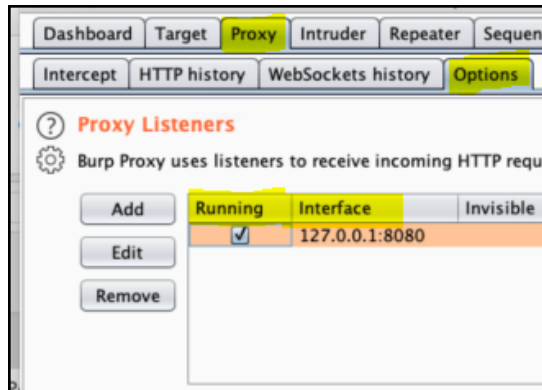 Dashboard Target Proxy Intruder Repeater Sequen
Intercept HTTP history WebSockets history Options
? Proxy Listeners
Burp Proxy uses listeners to receive incoming HTTP requ
Add Running Interface Invisible
127.0.0.1:8080
Edit
Remove